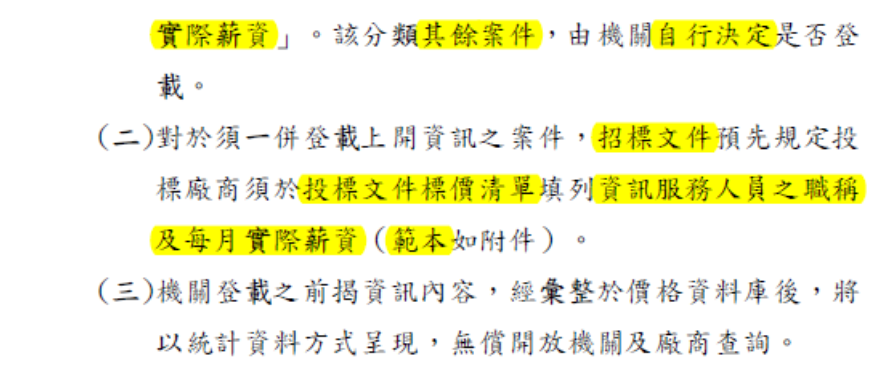 實際薪資」。該分類其餘案件，由機關自行決定是否登
載。
(二)對於須一併登載上開資訊之案件，招標文件預先規定投
標廠商須於投標文件標價清單填列資訊服務人員之職稱
及每月實際薪資（範本如附件）。
(三)機關登載之前揭資訊內容，經彙整於價格資料庫後，將
以統計資料方式呈現，無償開放機關及廠商查詢。